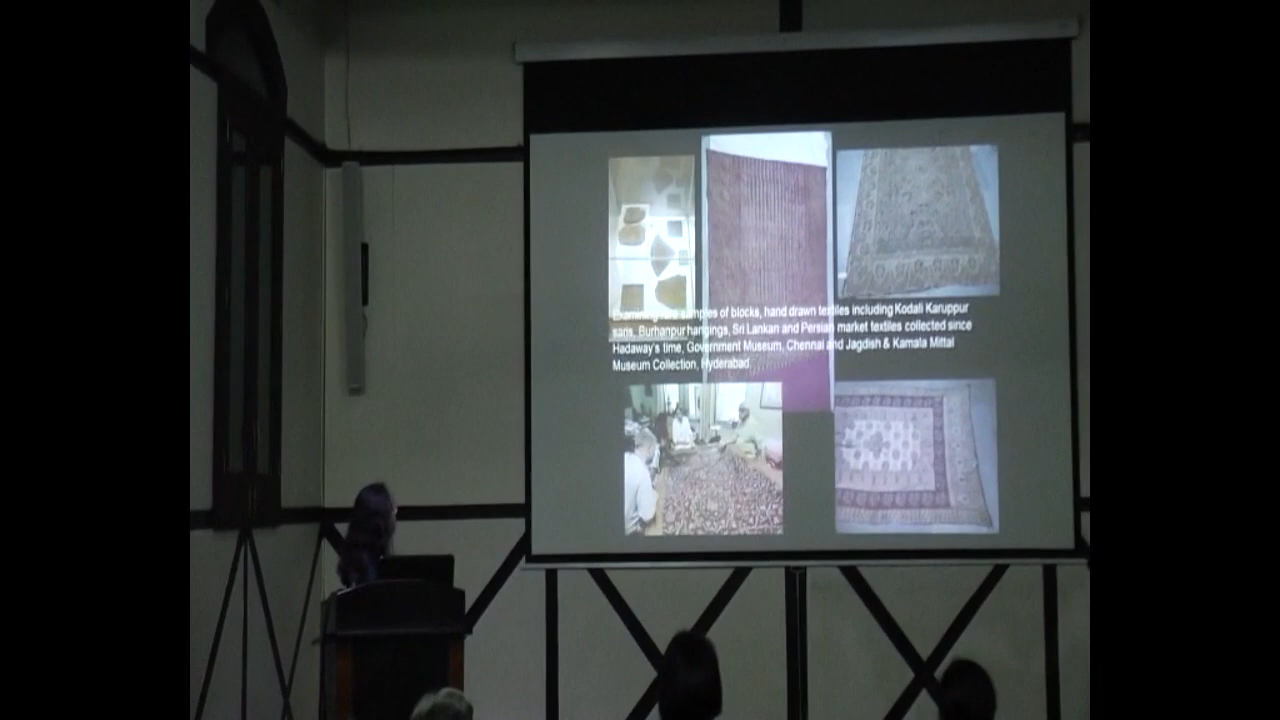 Examining samples of blocks, hand drawn textiles including Kodali Karuppur
saris, Burhanpur hangings, Sri Lankan and Persian market textiles collected since
Hadaway's time, Government Museum, Chennai and Jagdish & Kamala Mittal
Museum Collection, Hyderabad